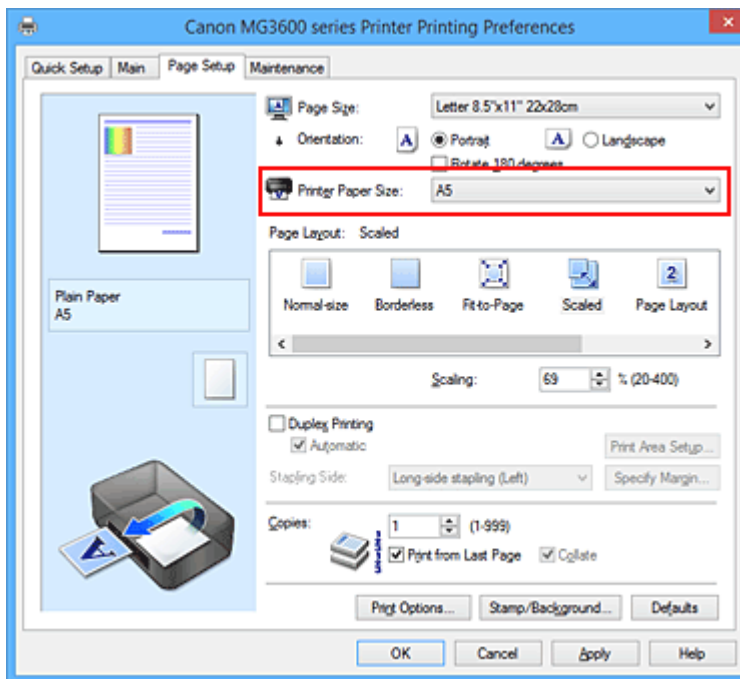 Canon MG3600 series Printer Printing Preferences
Quick Setup Main Page Setup Maintenance
Page Size: Letter 8.5"x11" 22x28cm
Orientation: A Portrait A Landscape
Rotate 180 degrees
Printer Paper Size: A5
Page Layout: Scaled
2
Normal-size Borderless Fit-to-Page Scaled Page Layout
Plain Paper
A5
Scaling: 69 % (20-400)
Duplex Printing
Automatic Print Area Setup...
Stapling Side: Long-side stapling (Left) Specify Margin...
Copies: 1 (1-999)
Print from Last Page Collate
A
Print Options... Stamp/Background... Defaults
OK Cancel Apply Help